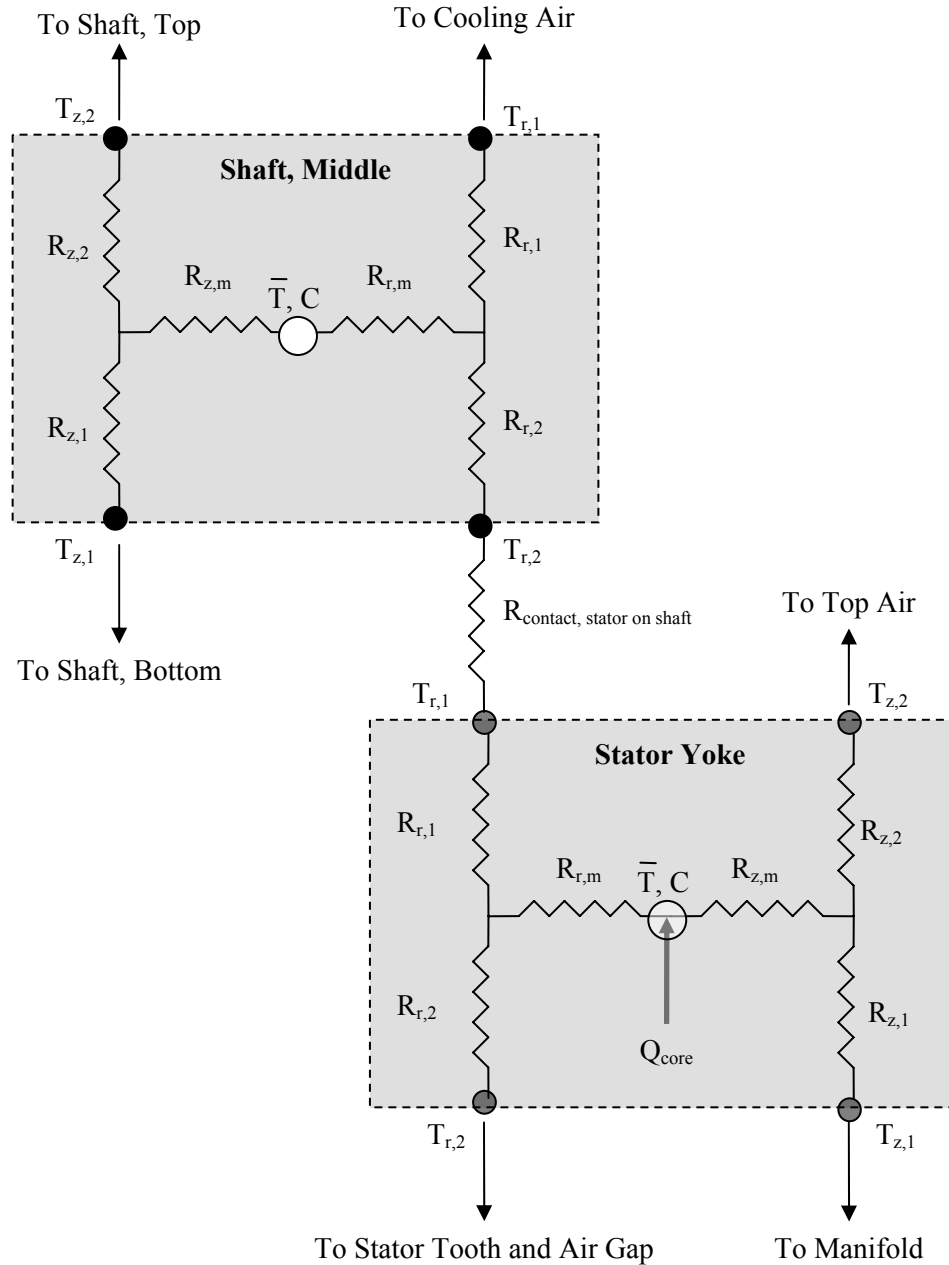 To Shaft, Top
To Cooling Air
T_z,2
T_r,1
Shaft, Middle
R_z,2
R_r,1
R_z,m
T̅, C
R_r,m
R_z,1
R_r,2
T_z,1
T_r,2
R_contact, stator on shaft
To Shaft, Bottom
To Top Air
T_r,1
T_z,2
Stator Yoke
R_r,1
R_z,2
R_r,m
T̅, C
R_z,m
R_r,2
R_z,1
Q_core
T_r,2
T_z,1
To Stator Tooth and Air Gap
To Manifold